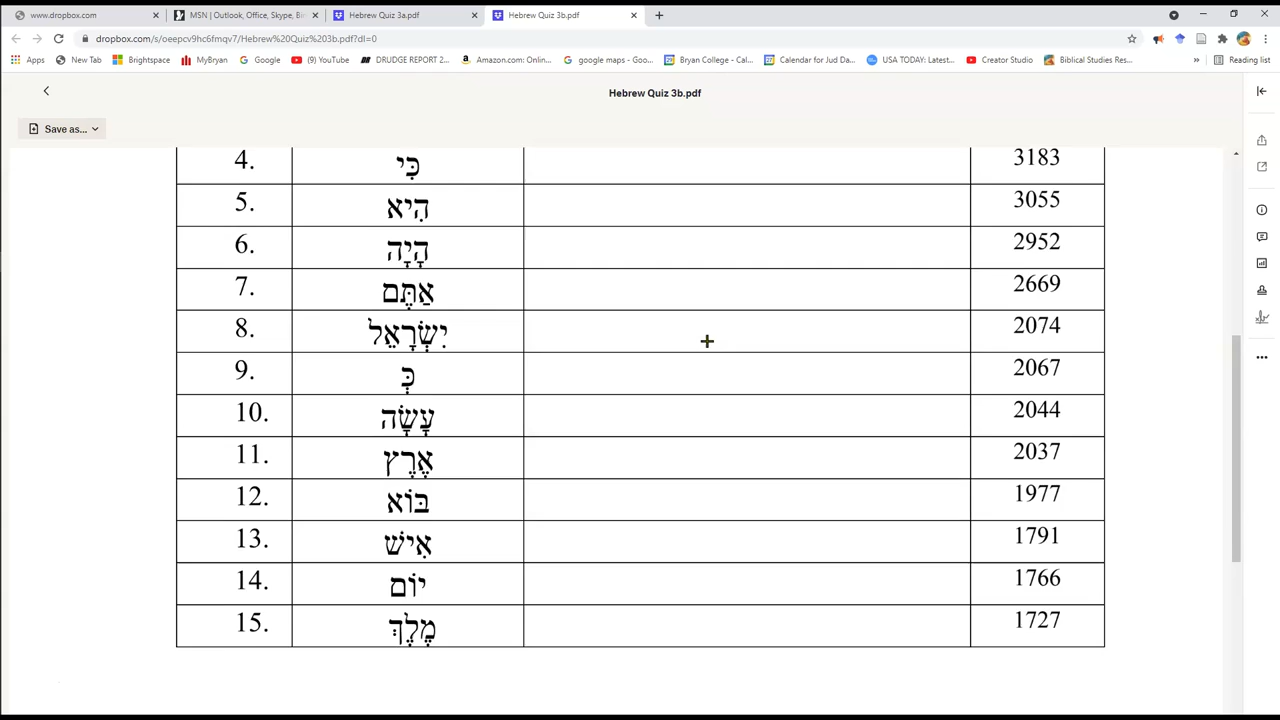 www.dropbox.com
MSN | Outlook, Office, Skype, Bi
Hebrew Quiz 3a.pdf
Hebrew Quiz 3b.pdf
dropbox.com/s/oeepcv9hc6fmqv7/Hebrew%20Quiz%203b.pdf?dl=0
Apps New Tab Brightspace MyBryan Google (9) YouTube DRUDGE REPORT 2... Amazon.com: Onlin... google maps - Goo... Bryan College - Cal... Calendar for Jud Da... USA TODAY: Latest... Creator Studio Biblical Studies Res... » Reading list
Hebrew Quiz 3b.pdf
Save as...
4. כִּי 3183
5. הִיא 3055
6. הָיָה 2952
7. אַתֶּם 2669
8. יִשְׂרָאֵל 2074
9. כְּ 2067
10. עָשָׂה 2044
11. אֶרֶץ 2037
12. בּוֹא 1977
13. אִישׁ 1791
14. יוֹם 1766
15. מֶלֶךְ 1727